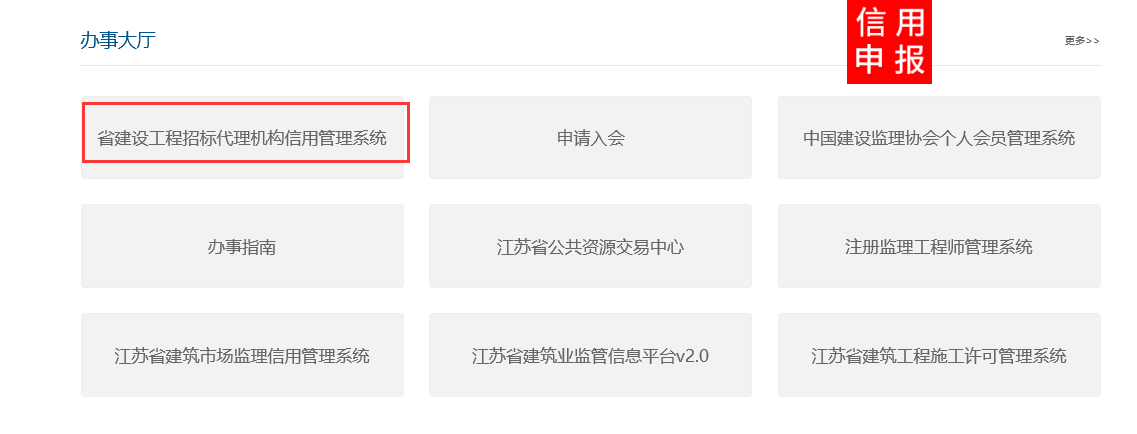 办事大厅
信用
申报
更多>>
省建设工程招标代理机构信用管理系统
申请入会
中国建设监理协会个人会员管理系统
办事指南
江苏省公共资源交易中心
注册监理工程师管理系统
江苏省建筑市场监理信用管理系统
江苏省建筑业监管信息平台v2.0
江苏省建筑工程施工许可管理系统